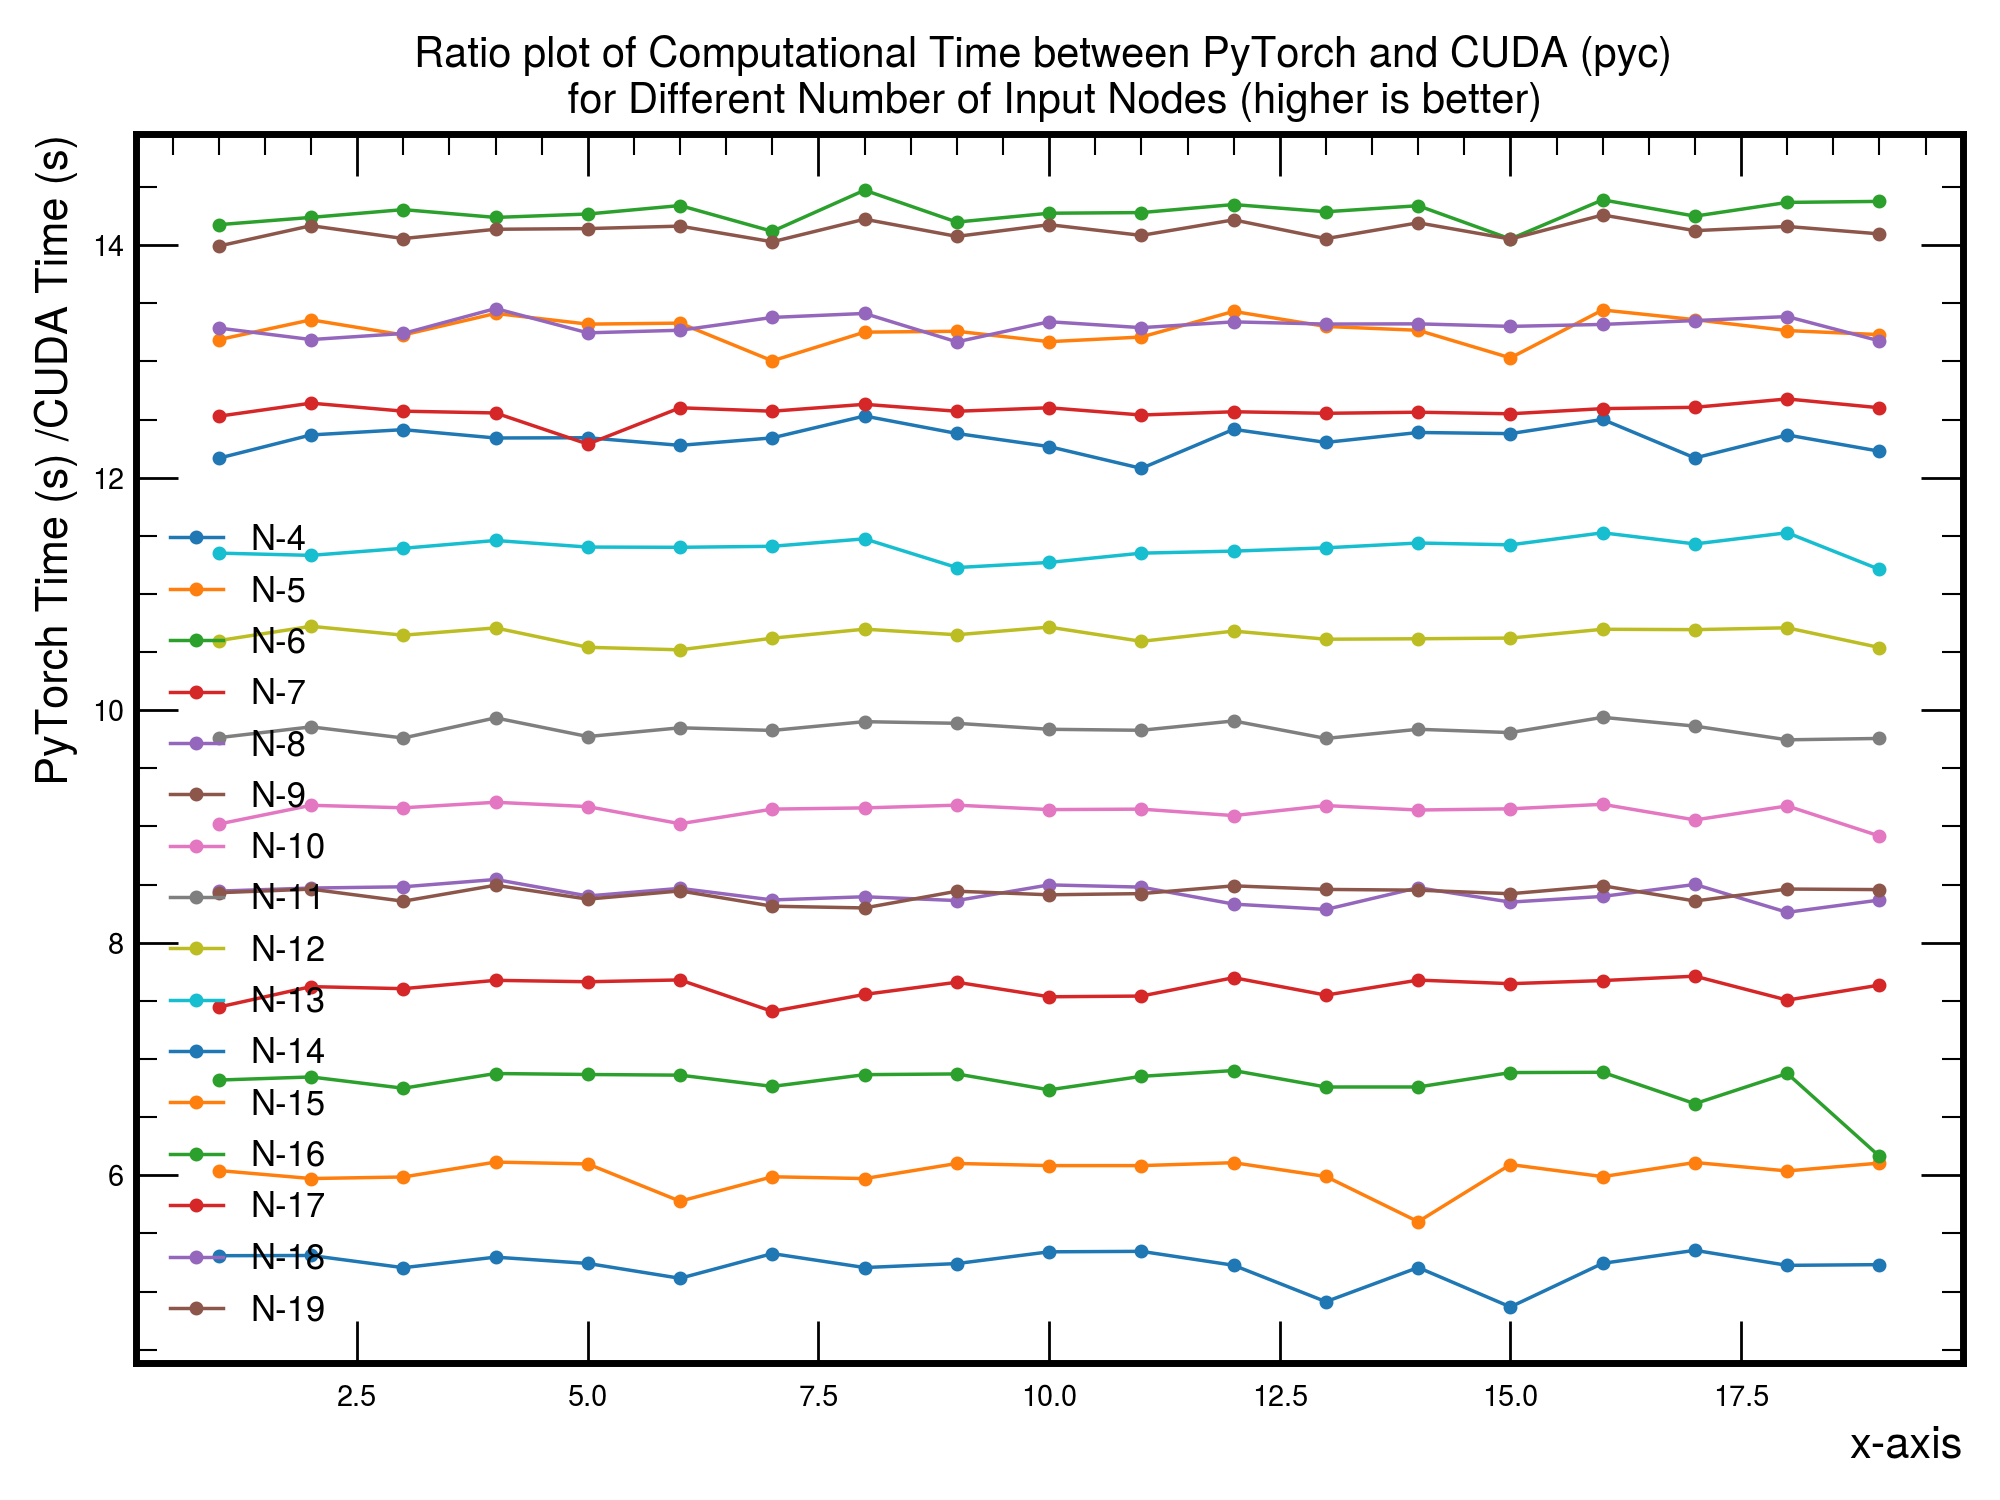 Ratio plot of Computational Time between PyTorch and CUDA (pyc)
for Different Number of Input Nodes (higher is better)
PyTorch Time (s) /CUDA Time (s)
14
12
10
8
6
N-4
N-5
N-6
N-7
N-8
N-9
N-10
N-11
N-12
N-13
N-14
N-15
N-16
N-17
N-18
N-19
2.5 5.0 7.5 10.0 12.5 15.0 17.5
x-axis